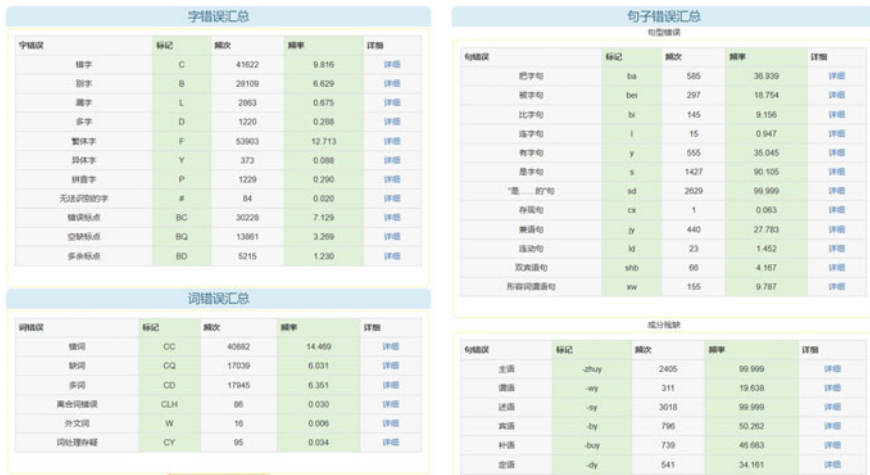 字错误汇总
字错误 标记 频次 频率 详细
错字 C 41622 9.816 详细
别字 B 28109 6.629 详细
漏字 L 2863 0.675 详细
多字 D 1220 0.288 详细
繁体字 F 53903 12.713 详细
异体字 Y 373 0.088 详细
拼音字 P 1229 0.290 详细
无法识别的字 # 84 0.020 详细
错误标点 BC 30228 7.129 详细
空缺标点 BQ 13861 3.269 详细
多余标点 BD 5215 1.230 详细
词错误汇总
词错误 标记 频次 频率 详细
错词 CC 40882 14.469 详细
缺词 CQ 17039 6.031 详细
多词 CD 17945 6.351 详细
离合词错误 CLH 86 0.030 详细
外文词 W 16 0.006 详细
词处理存疑 CY 95 0.034 详细
句子错误汇总
句型错误
句错误 标记 频次 频率 详细
把字句 ba 585 36.939 详细
被字句 bei 297 18.754 详细
比字句 bi 145 9.156 详细
连字句 l 15 0.947 详细
有字句 y 555 35.045 详细
是字句 s 1427 90.105 详细
"是……的"句 sd 2629 99.999 详细
存现句 cx 1 0.063 详细
兼语句 jy 440 27.783 详细
连动句 ld 23 1.452 详细
双宾语句 shb 66 4.167 详细
形容词谓语句 xw 155 9.787 详细
成分残缺
句错误 标记 频次 频率 详细
主语 -zhuy 2405 99.999 详细
谓语 -wy 311 19.638 详细
述语 -sy 3018 99.999 详细
宾语 -by 796 50.262 详细
补语 -buy 739 46.663 详细
定语 -dy 541 34.161 详细